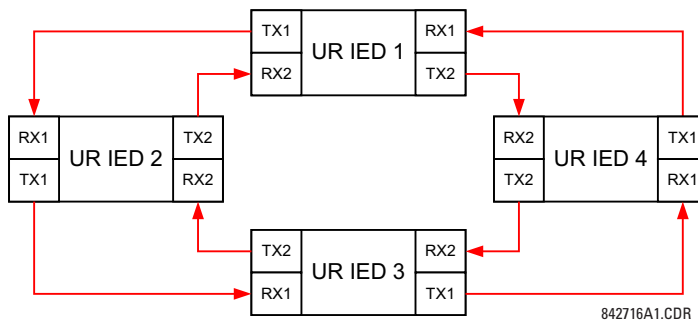 TX1 UR IED 1 RX1
RX2 TX2
RX1 UR IED 2 TX2
TX1 RX2
RX2 UR IED 4 TX1
TX2 RX1
TX2 UR IED 3 RX2
RX1 TX1
842716A1.CDR